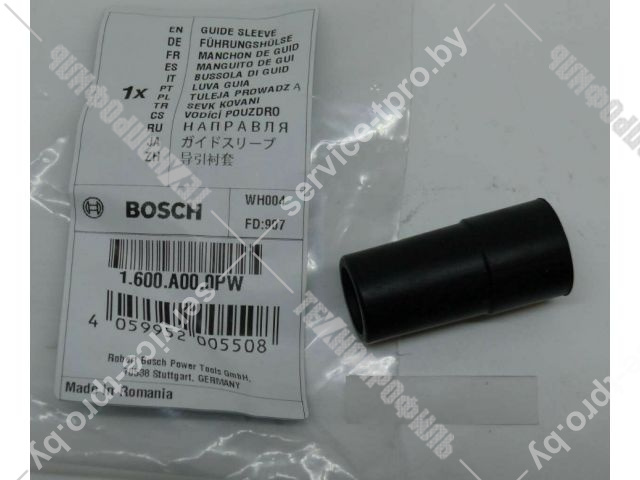 EN GUIDE SLEEVE
DE FÜHRUNGSHÜLSE
FR MANCHON DE GUID
ES MANGUITO DE GUI
IT BUSSOLA DI GUID
1x PT LUVA GUIA
PL TULEJA PROWADZĄ
TR SEVK KOVANI
CS VODÍCÍ POUZDRO
RU НАПРАВЛЯ
JA ガイドスリーブ
ZH 导引衬套
BOSCH
WH004
FD:907
1.600.A00.0PW
4 059952 005508
Robert Bosch Power Tools GmbH,
70538 Stuttgart, GERMANY
Made in Romania
service-tpro.by
ТЕХНОПРОФИЛЬ